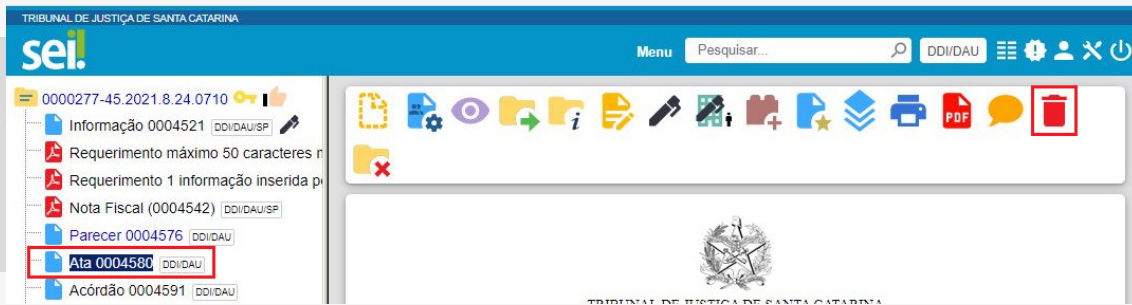 TRIBUNAL DE JUSTIÇA DE SANTA CATARINA
sei!
Menu Pesquisar... DDI/DAU
0000277-45.2021.8.24.0710
Informação 0004521 DDI/DAU/SP
Requerimento máximo 50 caracteres
Requerimento 1 informação inserida
Nota Fiscal (0004542) DDI/DAU/SP
Parecer 0004576 DDI/DAU
Ata 0004580 DDI/DAU
Acórdão 0004591 DDI/DAU
PDF
TRIBUNAL DE JUSTIÇA DE SANTA CATARINA